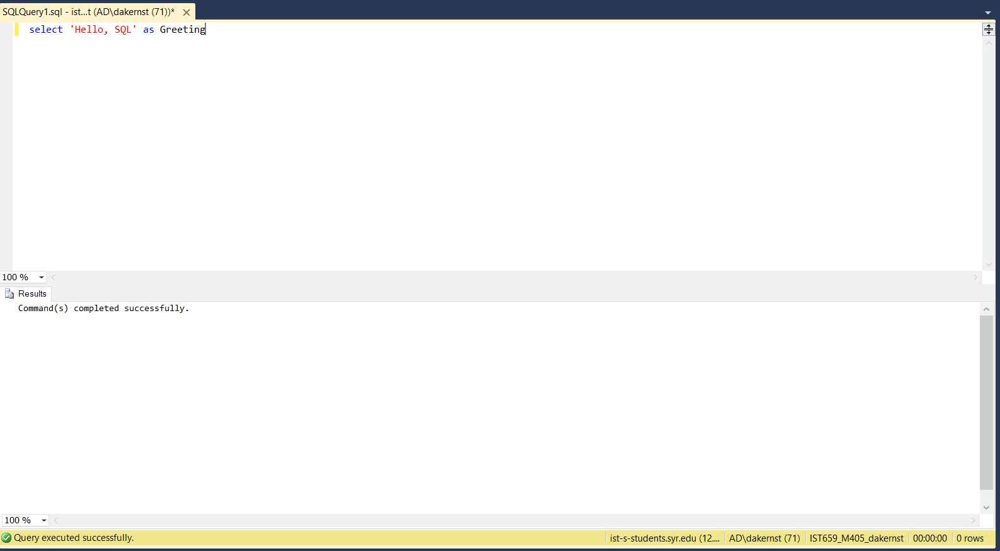 SQLQuery1.sql - ist...t (AD\dakernst (71))*
select 'Hello, SQL' as Greeting
100 %
Results
Command(s) completed successfully.
100 %
Query executed successfully.
ist-s-students.syr.edu (12.... AD\dakernst (71) IST659_M405_dakernst 00:00:00 0 rows